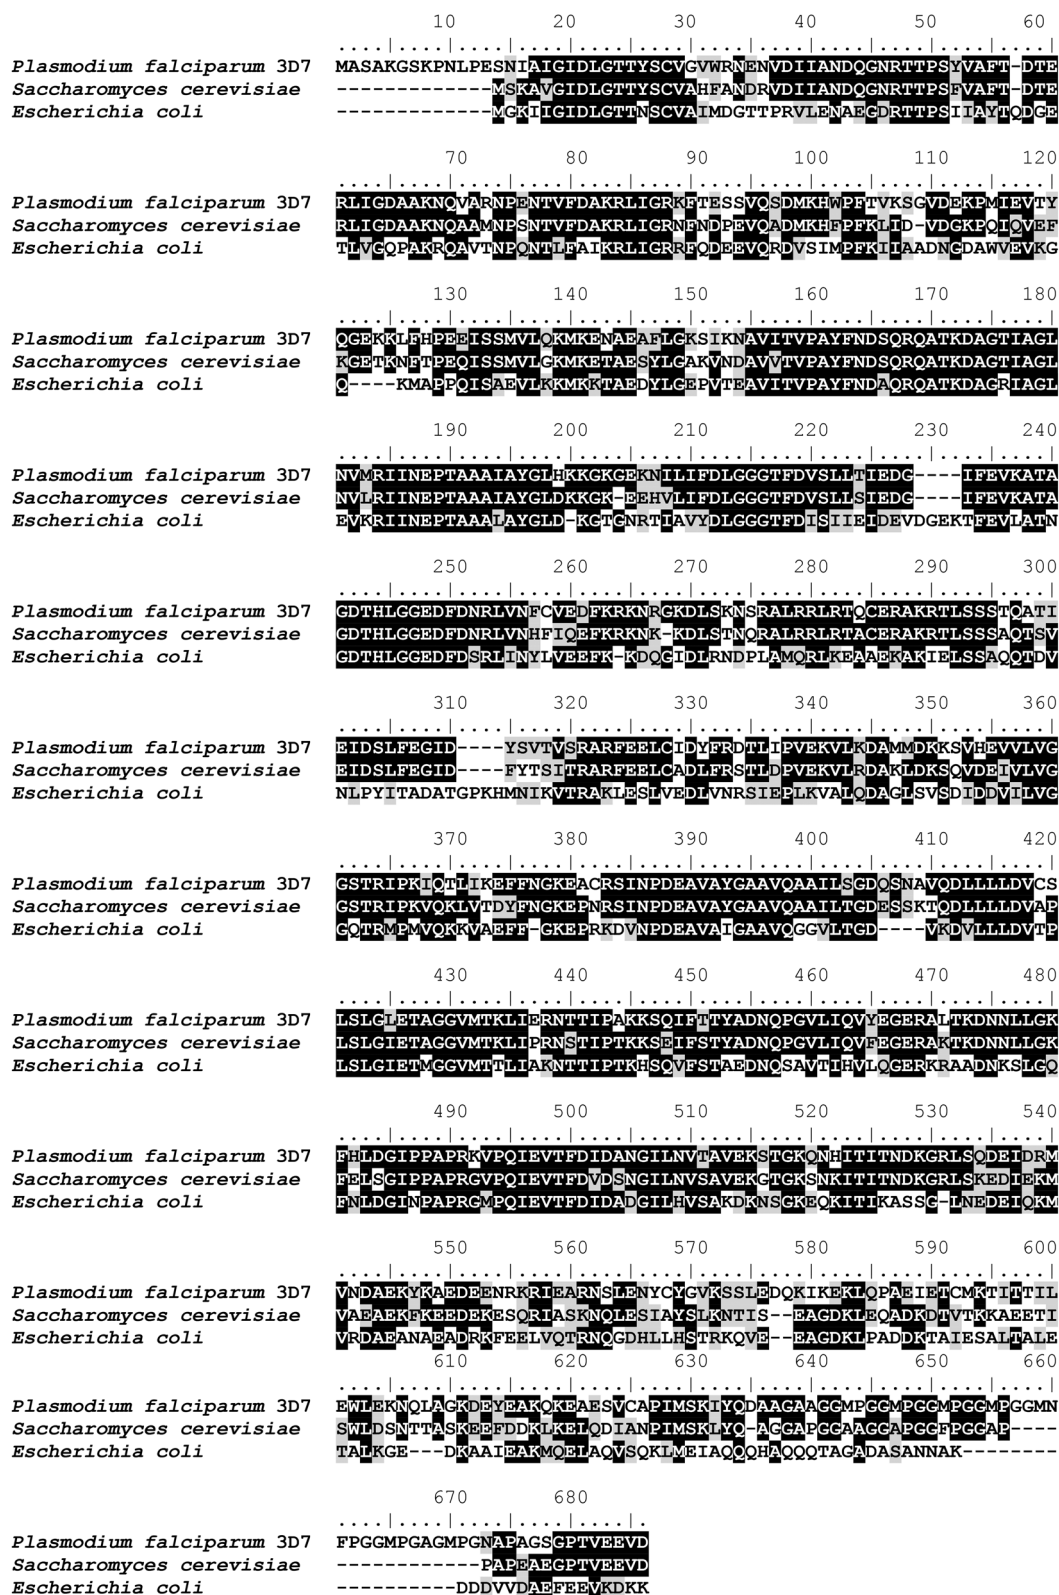 10 20 30 40 50 60
Plasmodium falciparum 3D7 MASAKGSKPNLPESNIAIGIDLGTTYSCVGVWRNENVDIIANDQGNRTTPSYVAFT-DTE
Saccharomyces cerevisiae -------------MSKAVGIDLGTTYSCVAHFANDRVDIIANDQGNRTTPSFVAFT-DTE
Escherichia coli -------------MGKIIGIDLGTTNSCVAIMDGTTPRVLENAEGDRTTPSIIAYTQDGE
70 80 90 100 110 120
Plasmodium falciparum 3D7 RLIGDAAKNQVARNPENTVFDAKRLIGRKFTESSVQSDMKHWPFTVKSGVDEKPMIEVTY
Saccharomyces cerevisiae RLIGDAAKNQAAMNPSNTVFDAKRLIGRNFNDPEVQADMKHFPFKLID-VDGKPQIQVEF
Escherichia coli TLVGQPAKRQAVTNPQNTLFAIKRLIGRRFQDEEVQRDVSIMPFKIIAADNGDAWVEVKG
130 140 150 160 170 180
Plasmodium falciparum 3D7 QGEKKLFHPEEISSMVLQKMKENAEAFLGKSIKNAVITVPAYFNDSQRQATKDAGTIAGL
Saccharomyces cerevisiae KGETKNFTPEQISSMVLGKMKETAESYLGAKVNDAVVTVPAYFNDSQRQATKDAGTIAGL
Escherichia coli Q----KMAPPQISAEVLKKMKKTAEDYLGEPVTEAVITVPAYFNDAQRQATKDAGRIAGL
190 200 210 220 230 240
Plasmodium falciparum 3D7 NVMRIINEPTAAAIAYGLHKKGKGEKNILIFDLGGGTFDVSLLTIEDG----IFEVKATA
Saccharomyces cerevisiae NVLRIINEPTAAAIAYGLDKKGK-EEHVLIFDLGGGTFDVSLLSIEDG----IFEVKATA
Escherichia coli EVKRIINEPTAAALAYGLD-KGTGNRTIAVYDLGGGTFDISIIEIDEVDGEKTFEVLATN
250 260 270 280 290 300
Plasmodium falciparum 3D7 GDTHLGGEDFDNRLVNFCVEDFKRKNRGKDLSKNSRALRRLRTQCERAKRTLSSSTQATI
Saccharomyces cerevisiae GDTHLGGEDFDNRLVNHFIQEFKRKNK-KDLSTNQRALRRLRTACERAKRTLSSSAQTSV
Escherichia coli GDTHLGGEDFDSRLINYLVEEFK-KDQGIDLRNDPLAMQRLKEAAEKAKIELSSAQQTDV
310 320 330 340 350 360
Plasmodium falciparum 3D7 EIDSLFEGID----YSVTVSRARFEELCIDYFRDTLIPVEKVLKDAMMDKKSVHEVVLVG
Saccharomyces cerevisiae EIDSLFEGID----FYTSITRARFEELCADLFRSTLDPVEKVLRDAKLDKSQVDEIVLVG
Escherichia coli NLPYITADATGPKHMNIKVTRAKLESLVEDLVNRSIEPLKVALQDAGLSVSDIDDVILVG
370 380 390 400 410 420
Plasmodium falciparum 3D7 GSTRIPKIQTLIKEFFNGKEACRSINPDEAVAYGAAVQAAILSGDQSNAVQDLLLLDVCS
Saccharomyces cerevisiae GSTRIPKVQKLVTDYFNGKEPNRSINPDEAVAYGAAVQAAILTGDESSKTQDLLLLDVAP
Escherichia coli GQTRMPMVQKKVAEFF-GKEPRKDVNPDEAVAIGAAVQGGVLTGD----VKDVLLLDVTP
430 440 450 460 470 480
Plasmodium falciparum 3D7 LSLGLETAGGVMTKLIERNTTIPAKKSQIFTTYADNQPGVLIQVYEGERALTKDNNLLGK
Saccharomyces cerevisiae LSLGIETAGGVMTKLIPRNSTIPTKKSEIFSTYADNQPGVLIQVFEGERAKTKDNNLLGK
Escherichia coli LSLGIETMGGVMTTLIAKNTTIPTKHSQVFSTAEDNQSAVTIHVLQGERKRAADNKSLGQ
490 500 510 520 530 540
Plasmodium falciparum 3D7 FHLDGIPPAPRKVPQIEVTFDIDANGILNVTAVEKSTGKQNHITITNDKGRLSQDEIDRM
Saccharomyces cerevisiae FELSGIPPAPRGVPQIEVTFDVDSNGILNVSAVEKGTGKSNKITITNDKGRLSKEDIEKM
Escherichia coli FNLDGINPAPRGMPQIEVTFDIDADGILHVSAKDKNSGKEQKITIKASSG-LNEDEIQKM
550 560 570 580 590 600
Plasmodium falciparum 3D7 VNDAEKYKAEDEENRKRIEARNSLENYCYGVKSSLEDQKIKEKLQPAEIETCMKTITTIL
Saccharomyces cerevisiae VAEAEKFKEEDEKESQRIASKNQLESIAYSLKNTIS--EAGDKLEQADKDTVTKKAEETI
Escherichia coli VRDAEANAEADRKFEELVQTRNQGDHLLHSTRKQVE--EAGDKLPADDKTAIESALTALE
610 620 630 640 650 660
Plasmodium falciparum 3D7 EWLEKNQLAGKDEYEAKQKEAESVCAPIMSKIYQDAAGAAGGMPGGMPGGMPGGMPGGMN
Saccharomyces cerevisiae SWLDSNTTASKEEFDDKLKELQDIANPIMSKLYQ-AGGAPGGAAGGAPGGFPGGAP----
Escherichia coli TALKGE---DKAAIEAKMQELAQVSQKLMEIAQQQHAQQQTAGADASANNAK--------
670 680
Plasmodium falciparum 3D7 FPGGMPGAGMPGNAPAGSGPTVEEVD
Saccharomyces cerevisiae ------------PAPEAEGPTVEEVD
Escherichia coli ----------DDDVVDAEFEEVKDKK